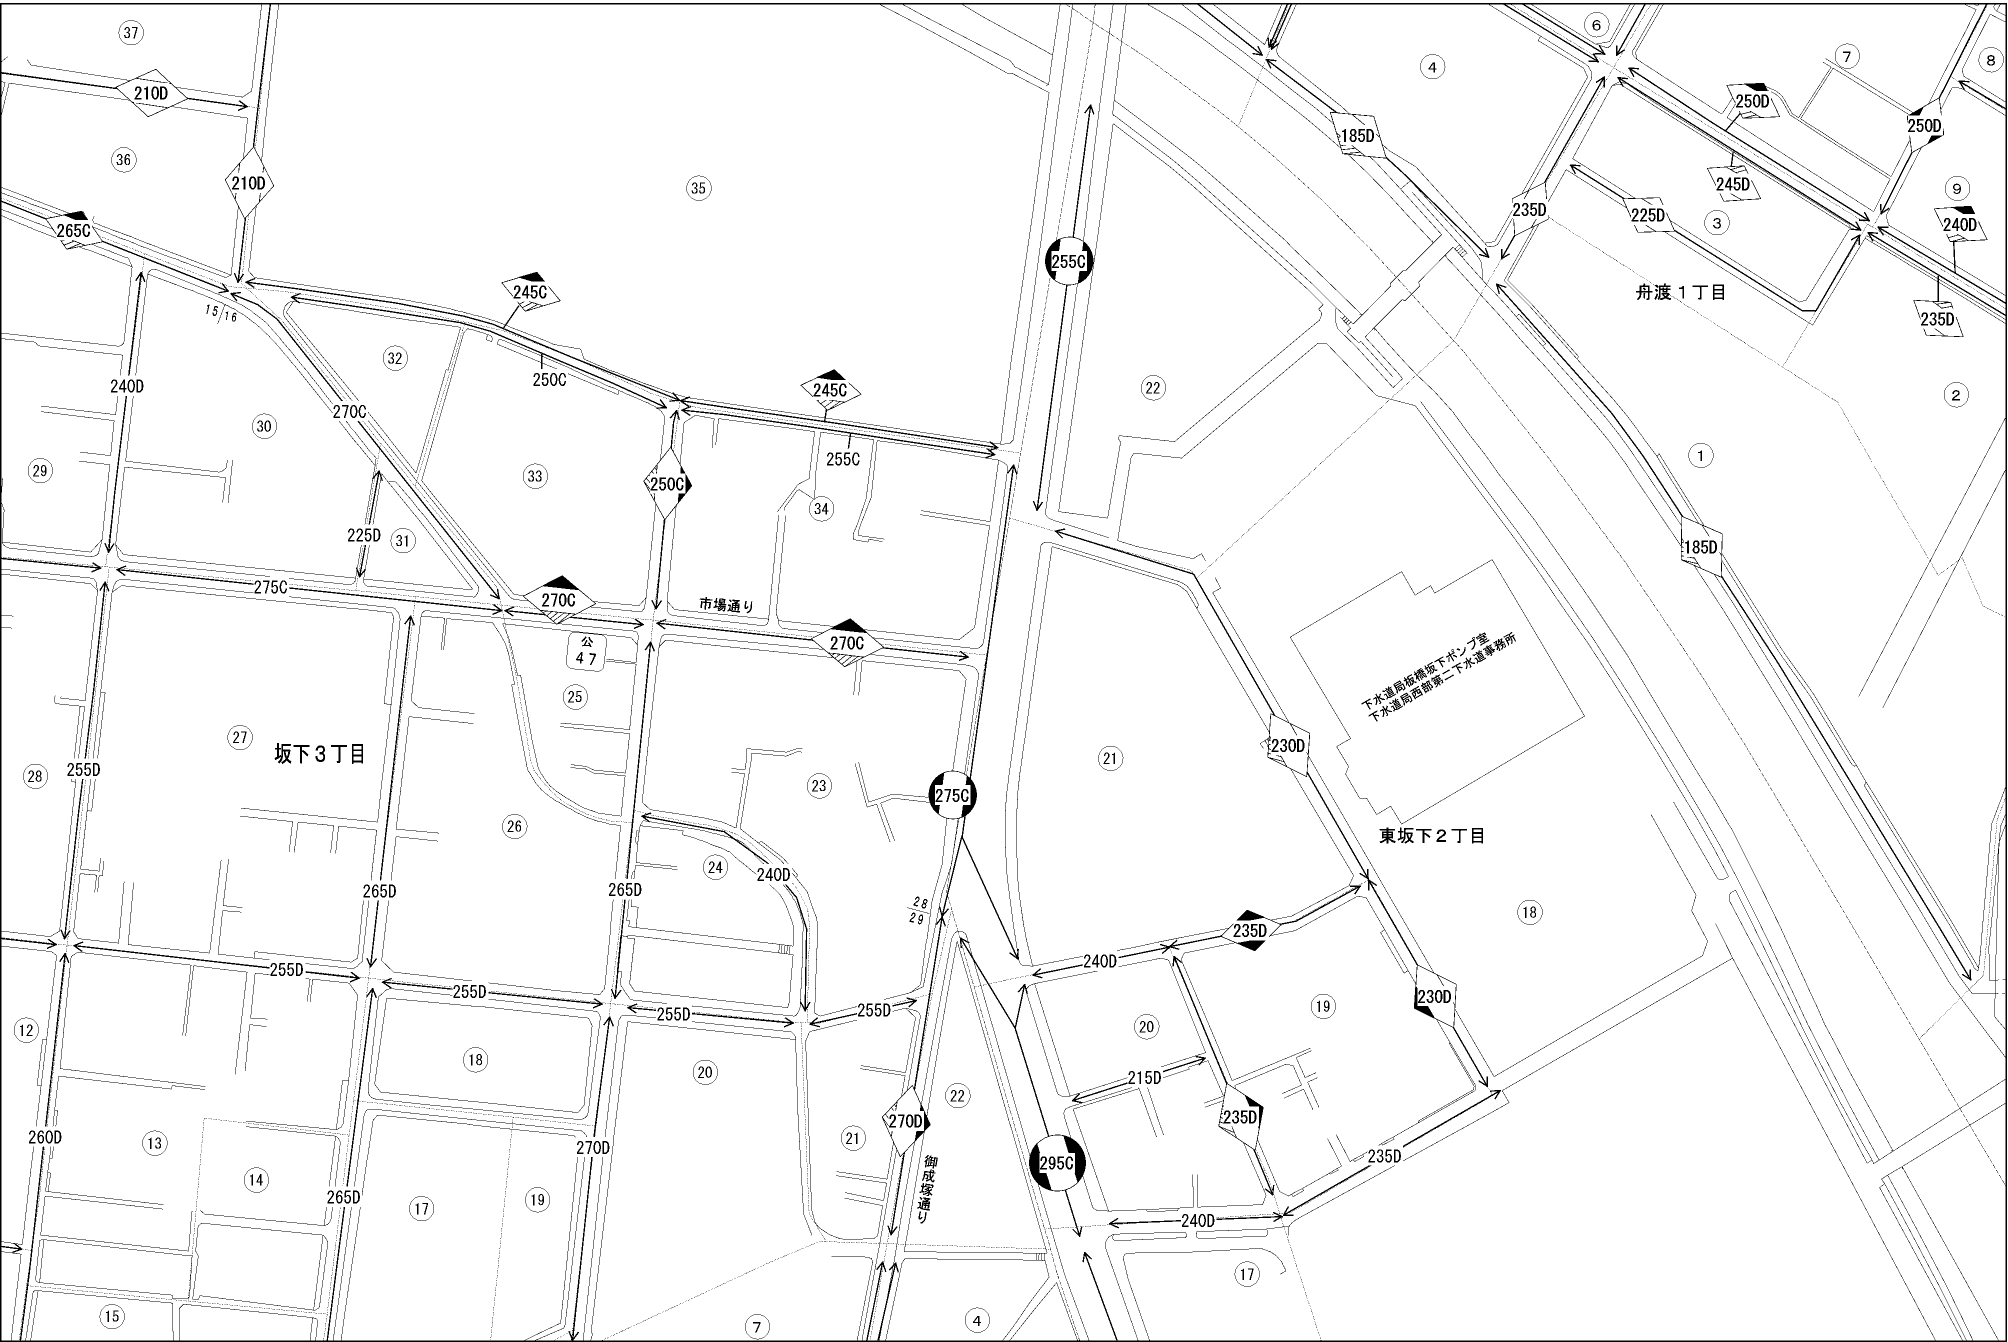 37
210D
36
210D
265C
15/16
35
245C
250C
32
240D
270C
30
29
33
225D
31
275C
270C
250C
245C
255C
34
255C
市場通り
270C
公
47
25
27
坂下3丁目
28
255D
26
23
275C
24
240D
265D
265D
28
29
255D
255D
255D
255D
12
18
20
22
260D
13
14
265D
17
19
270D
21
270D
御成塚通り
15
7
4
6
4
7
8
185D
250D
245D
250D
235D
225D
3
9
240D
235D
舟渡1丁目
22
2
1
185D
下水道局板橋坂下ポンプ室
下水道局西部第二下水道事務所
230D
21
東坂下2丁目
18
235D
240D
230D
19
20
215D
235D
295C
235D
240D
17